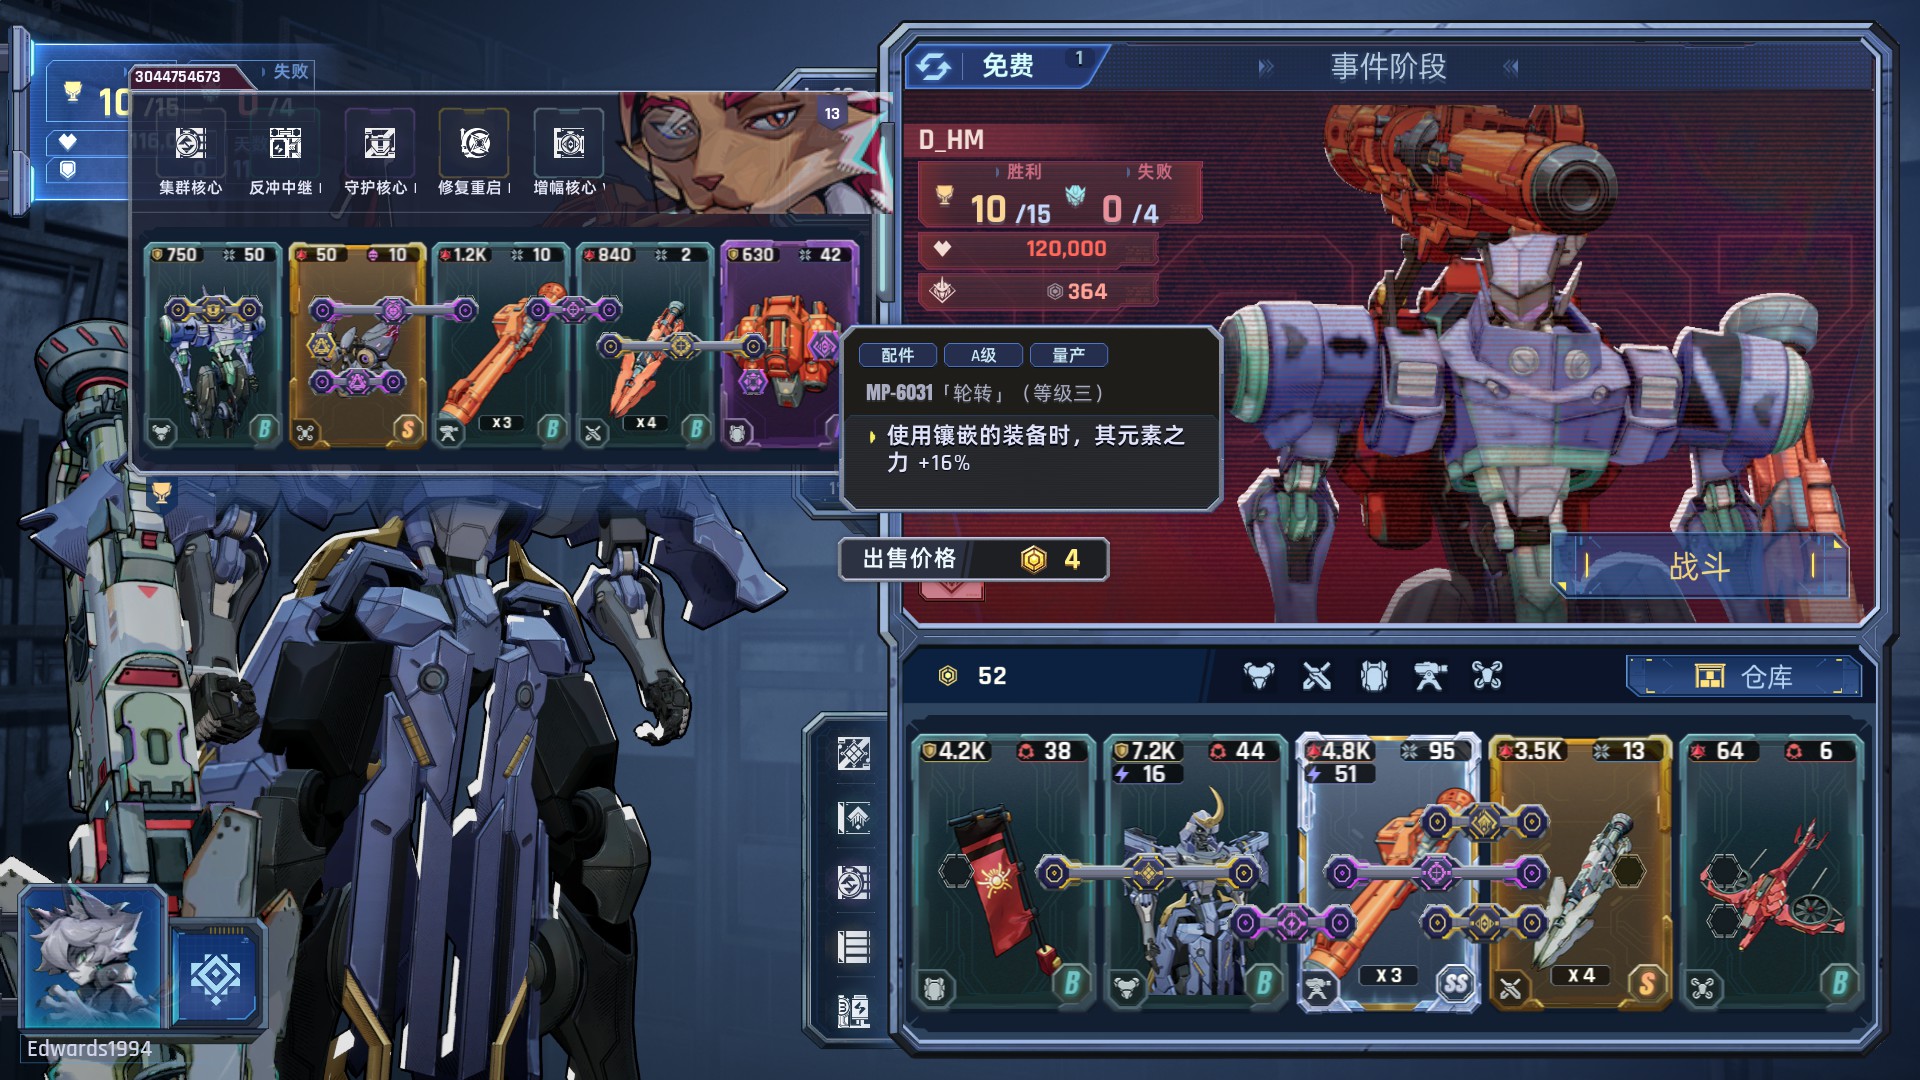 失败
10 /15
0 /4
3044754673
13
集群核心
反冲中继 I
守护核心 I
修复重启 I
增幅核心
750 50 B
50 10 S
1.2K 10 x3 B
840 2 x4 B
630 42
免费 1
事件阶段
D_HM
胜利 失败
10 /15 0 /4
120,000
364
配件 A级 量产
MP-6031「轮转」（等级三）
使用镶嵌的装备时，其元素之
力 +16%
出售价格 4
战斗
52
仓库
4.2K 38 B
7.2K 44
16 B
4.8K 95
51 x3 SS
3.5K 13 x4 S
64 6 B
Edwards1994